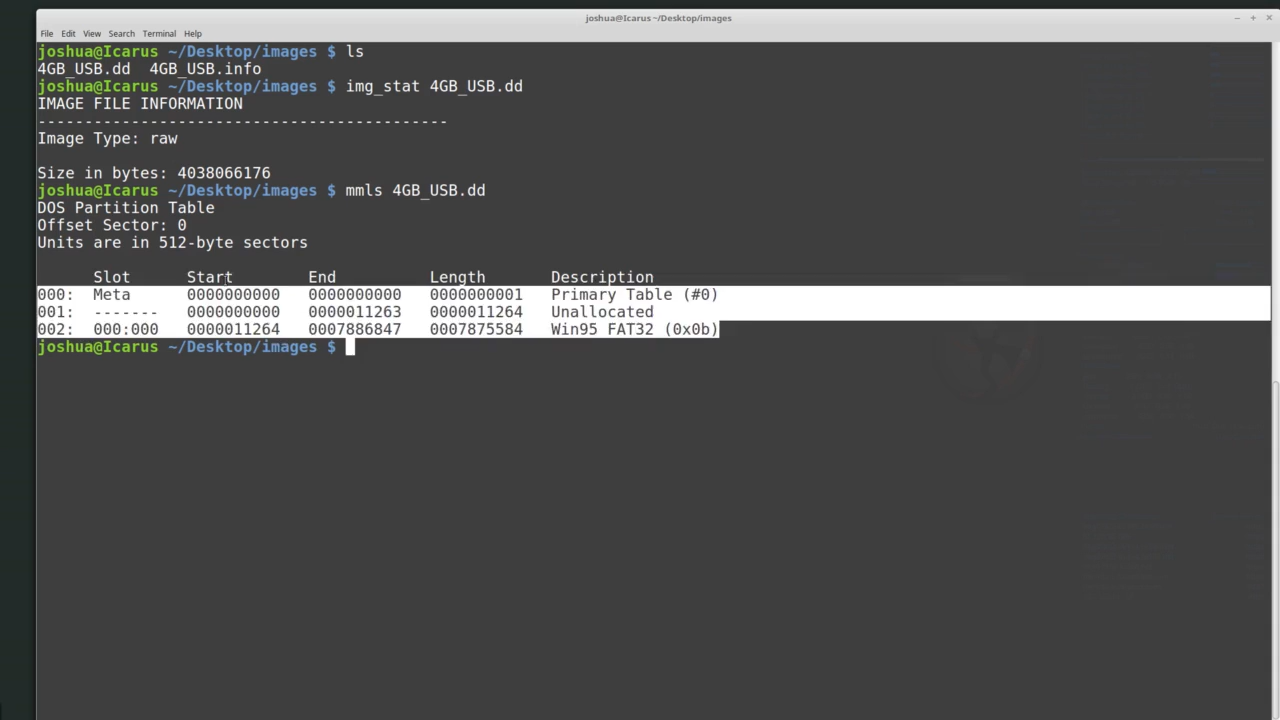 joshua@Icarus ~/Desktop/images
File Edit View Search Terminal Help
joshua@Icarus ~/Desktop/images $ ls
4GB_USB.dd  4GB_USB.info
joshua@Icarus ~/Desktop/images $ img_stat 4GB_USB.dd
IMAGE FILE INFORMATION
--------------------------------------------
Image Type: raw
Size in bytes: 4038066176
joshua@Icarus ~/Desktop/images $ mmls 4GB_USB.dd
DOS Partition Table
Offset Sector: 0
Units are in 512-byte sectors
      Slot      Start        End          Length       Description
000:  Meta      0000000000   0000000000   0000000001   Primary Table (#0)
001:  -------   0000000000   0000011263   0000011264   Unallocated
002:  000:000   0000011264   0007886847   0007875584   Win95 FAT32 (0x0b)
joshua@Icarus ~/Desktop/images $